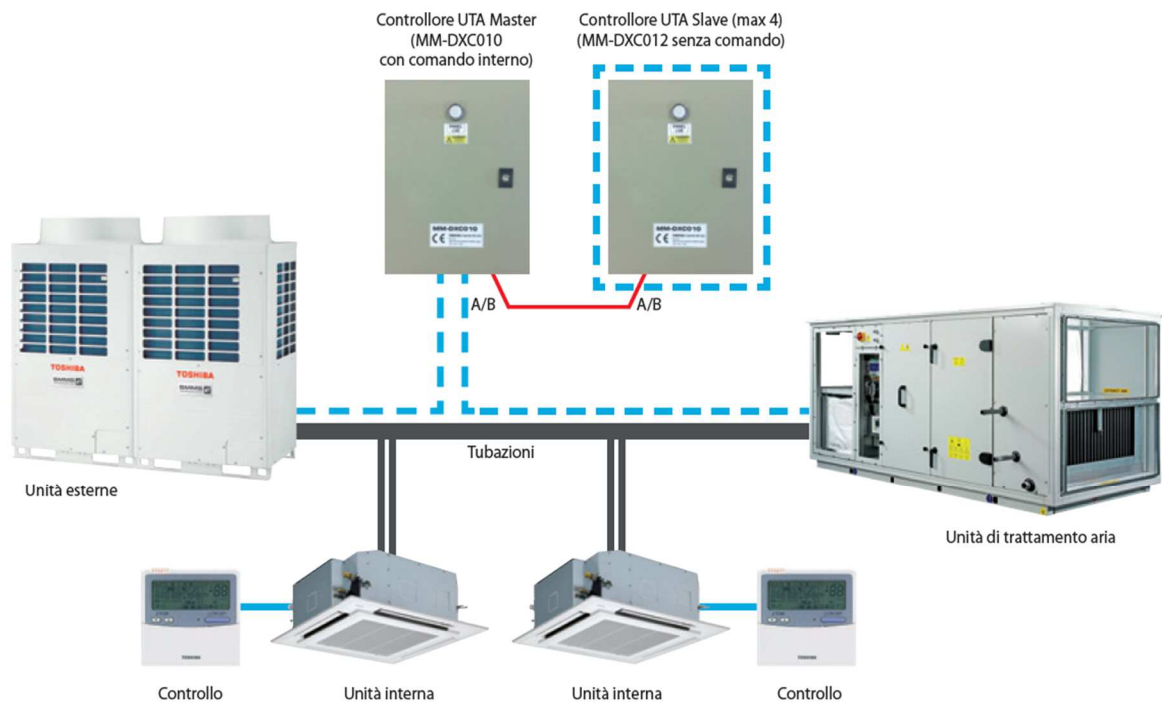 Controllore UTA Master
(MM-DXC010
con comando interno)
Controllore UTA Slave (max 4)
(MM-DXC012 senza comando)
MM-DXC010
CE
MM-DXC010
CE
A/B
A/B
TOSHIBA
TOSHIBA
Tubazioni
Unità esterne
Unità di trattamento aria
TOSHIBA
TOSHIBA
Controllo
Unità interna
Unità interna
Controllo